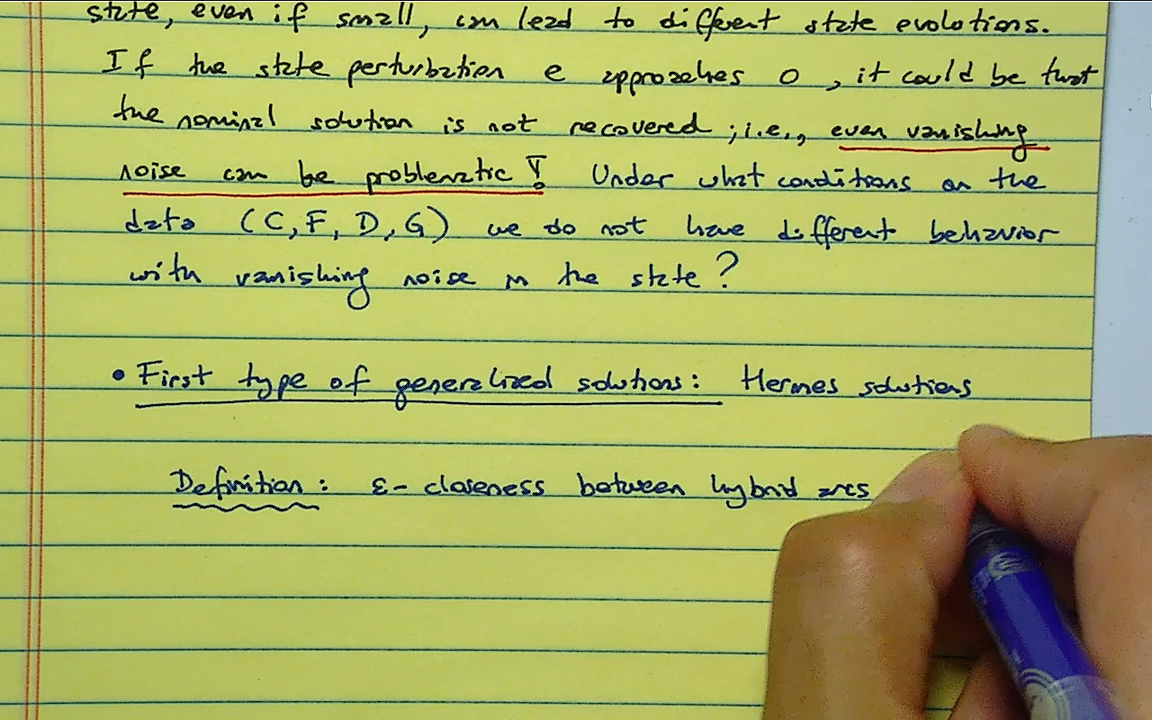 state, even if small, can lead to different state evolutions.
If the state perturbation e approaches 0, it could be that
the nominal solution is not recovered; i.e., even vanishing
noise can be problematic! Under what conditions on the
data (C, F, D, G) we do not have different behavior
with vanishing noise in the state?
• First type of generalized solutions: Hermes solutions
Definition: ε- closeness between hybrid arcs